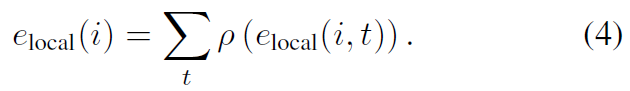 e_local(i) = ∑_t ρ (e_local(i, t)) . (4)